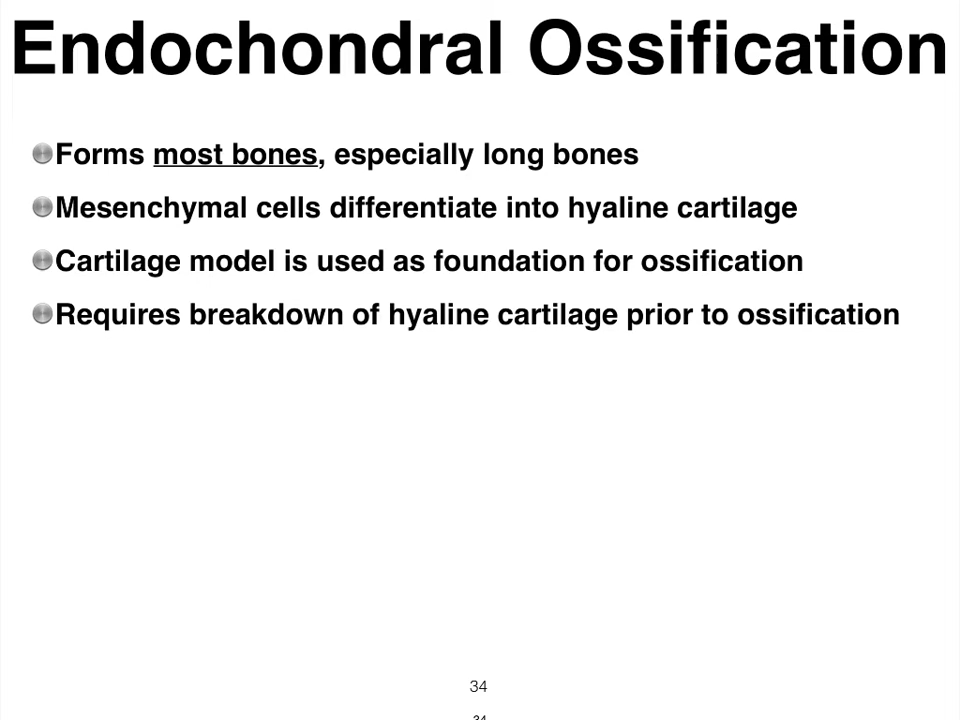 Endochondral Ossification
Forms most bones, especially long bones
Mesenchymal cells differentiate into hyaline cartilage
Cartilage model is used as foundation for ossification
Requires breakdown of hyaline cartilage prior to ossification
34
34